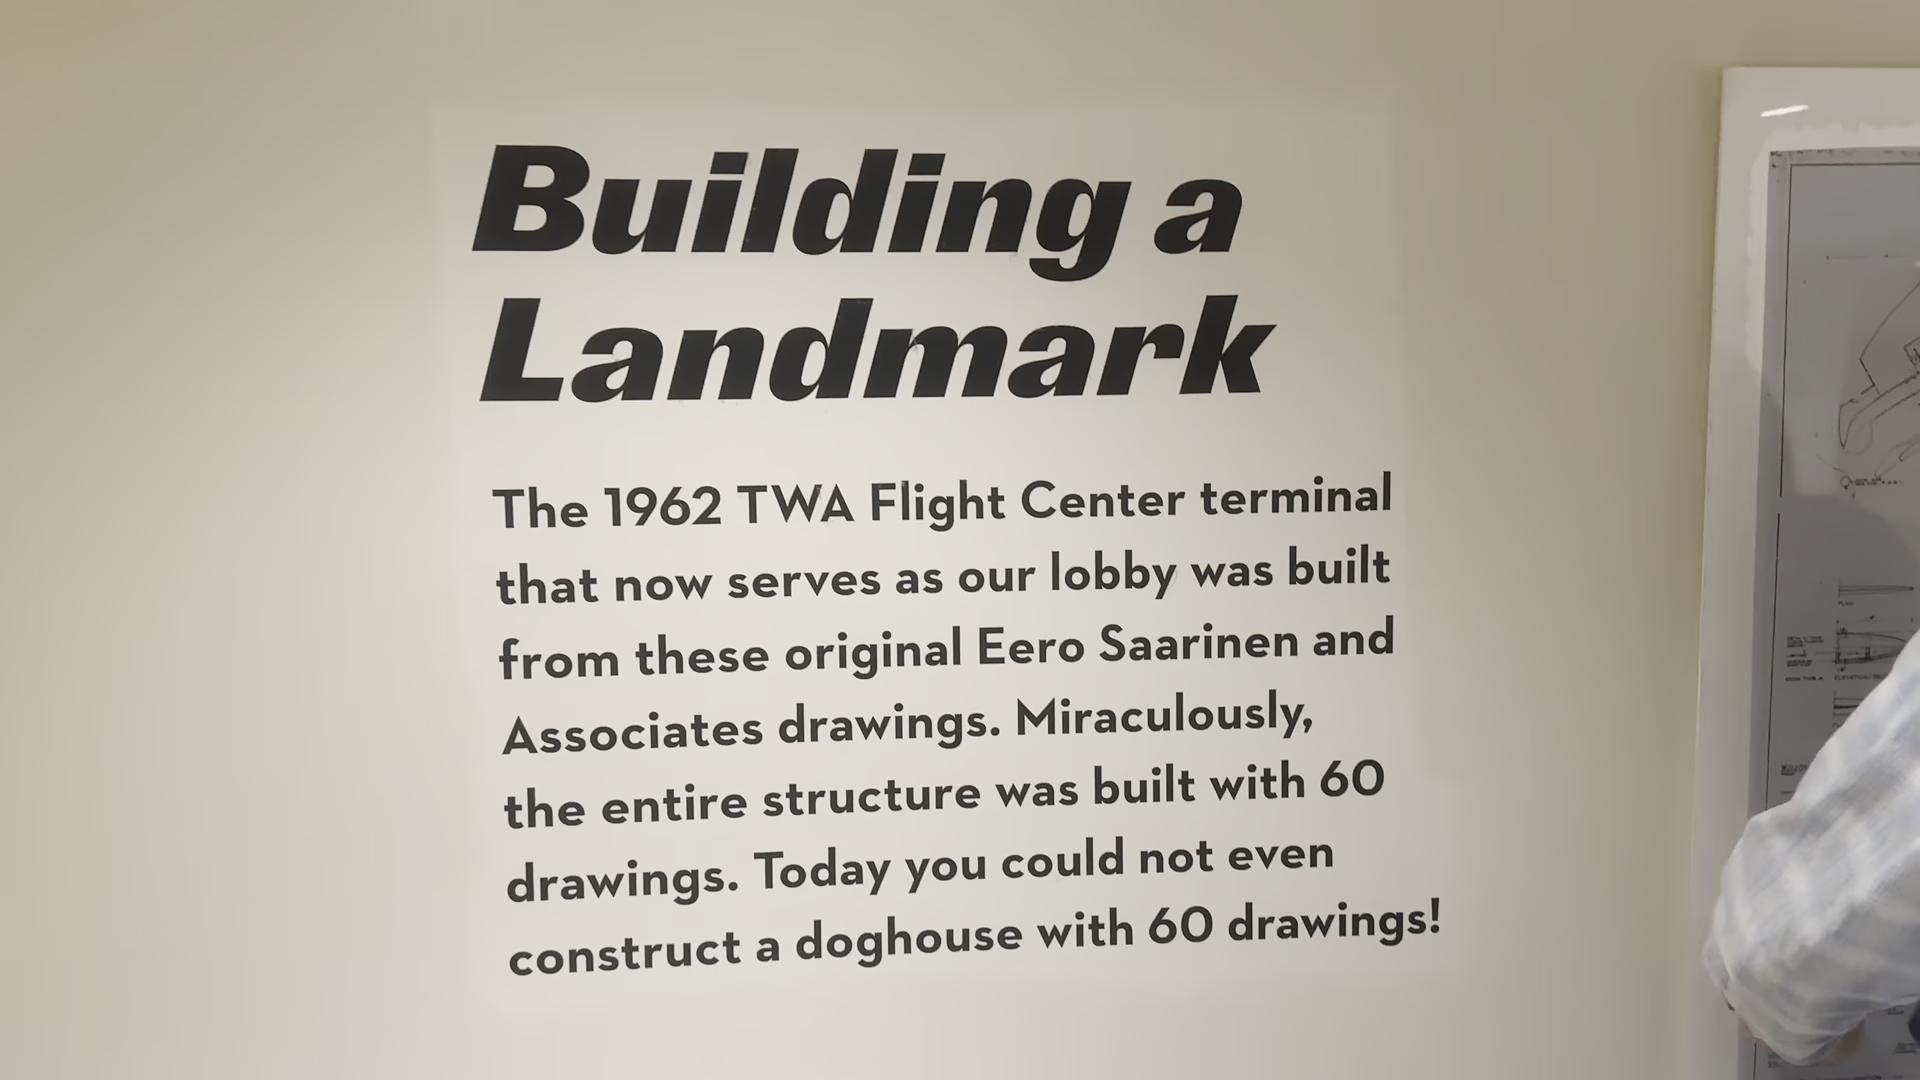 Building a
Landmark
The 1962 TWA Flight Center terminal
that now serves as our lobby was built
from these original Eero Saarinen and
Associates drawings. Miraculously,
the entire structure was built with 60
drawings. Today you could not even
construct a doghouse with 60 drawings!